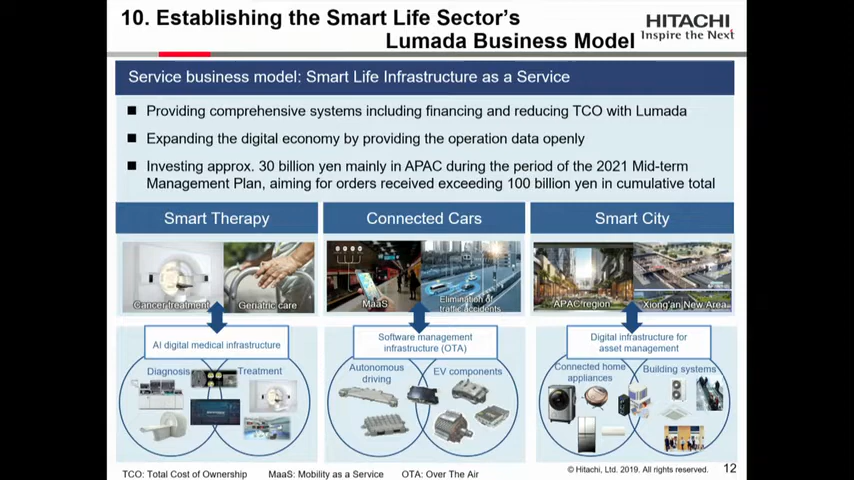 10. Establishing the Smart Life Sector's
Lumada Business Model
HITACHI
Inspire the Next
Service business model: Smart Life Infrastructure as a Service
■ Providing comprehensive systems including financing and reducing TCO with Lumada
■ Expanding the digital economy by providing the operation data openly
■ Investing approx. 30 billion yen mainly in APAC during the period of the 2021 Mid-term
Management Plan, aiming for orders received exceeding 100 billion yen in cumulative total
Smart Therapy
Cancer treatment
Geriatric care
AI digital medical infrastructure
Diagnosis
Treatment
Connected Cars
MaaS
Elimination of
traffic accidents
Software management
infrastructure (OTA)
Autonomous
driving
EV components
Smart City
APAC region
Xiong'an New Area
Digital infrastructure for
asset management
Connected home
appliances
Building systems
TCO: Total Cost of Ownership MaaS: Mobility as a Service OTA: Over The Air
© Hitachi, Ltd. 2019. All rights reserved.
12